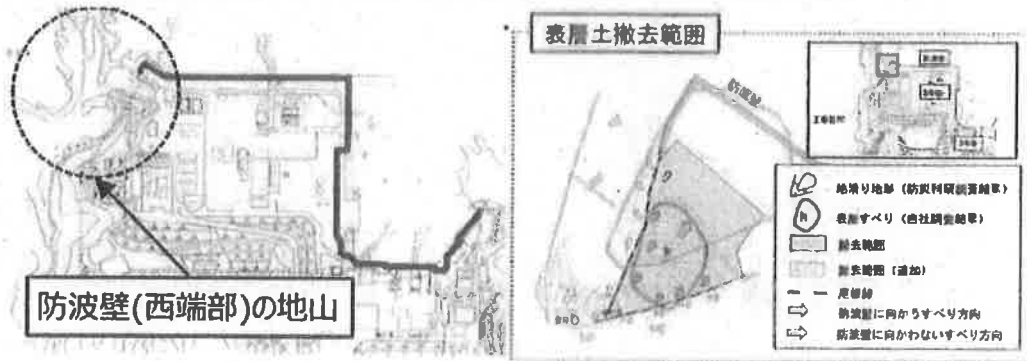 防波壁(西端部)の地山
表層土撤去範囲
防波壁
地滑り地形（防災科研調査結果）
表層すべり（自社調査結果）
撤去範囲
撤去範囲（追加）
尾根線
防波壁に向かうすべり方向
防波壁に向かわないすべり方向